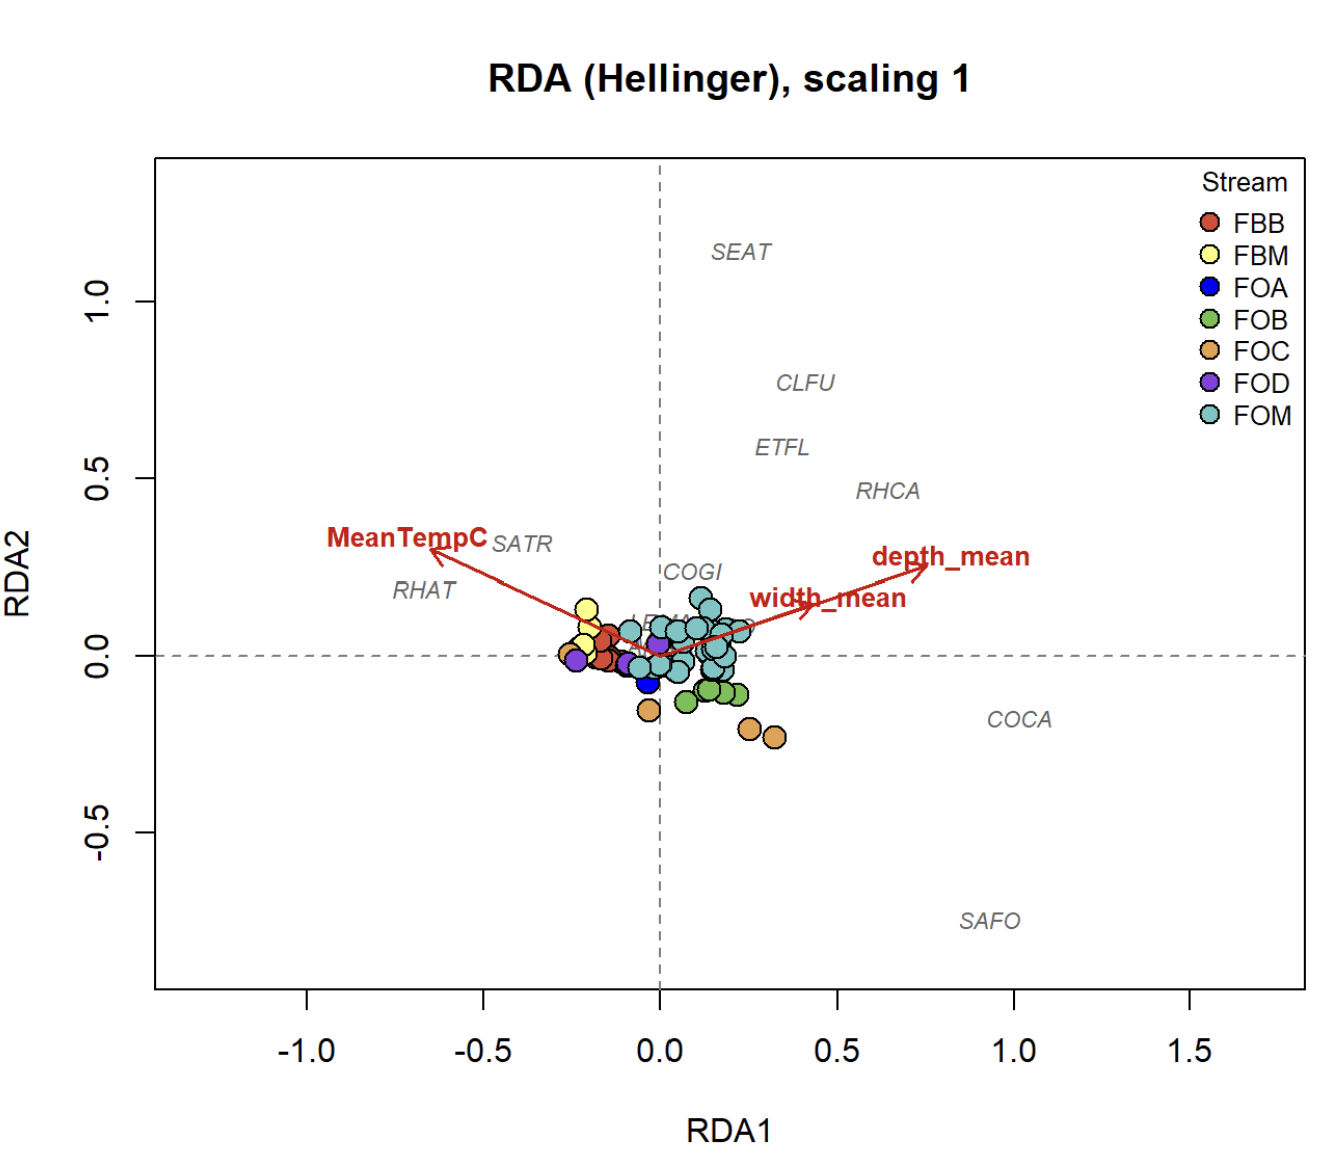 RDA (Hellinger), scaling 1
Stream
FBB
FBM
FOA
FOB
FOC
FOD
FOM
SEAT
CLFU
ETFL
RHCA
MeanTempC
SATR
depth_mean
COGI
RHAT
width_mean
COCA
SAFO
RDA2
1.0
0.5
0.0
-0.5
-1.0 -0.5 0.0 0.5 1.0 1.5
RDA1